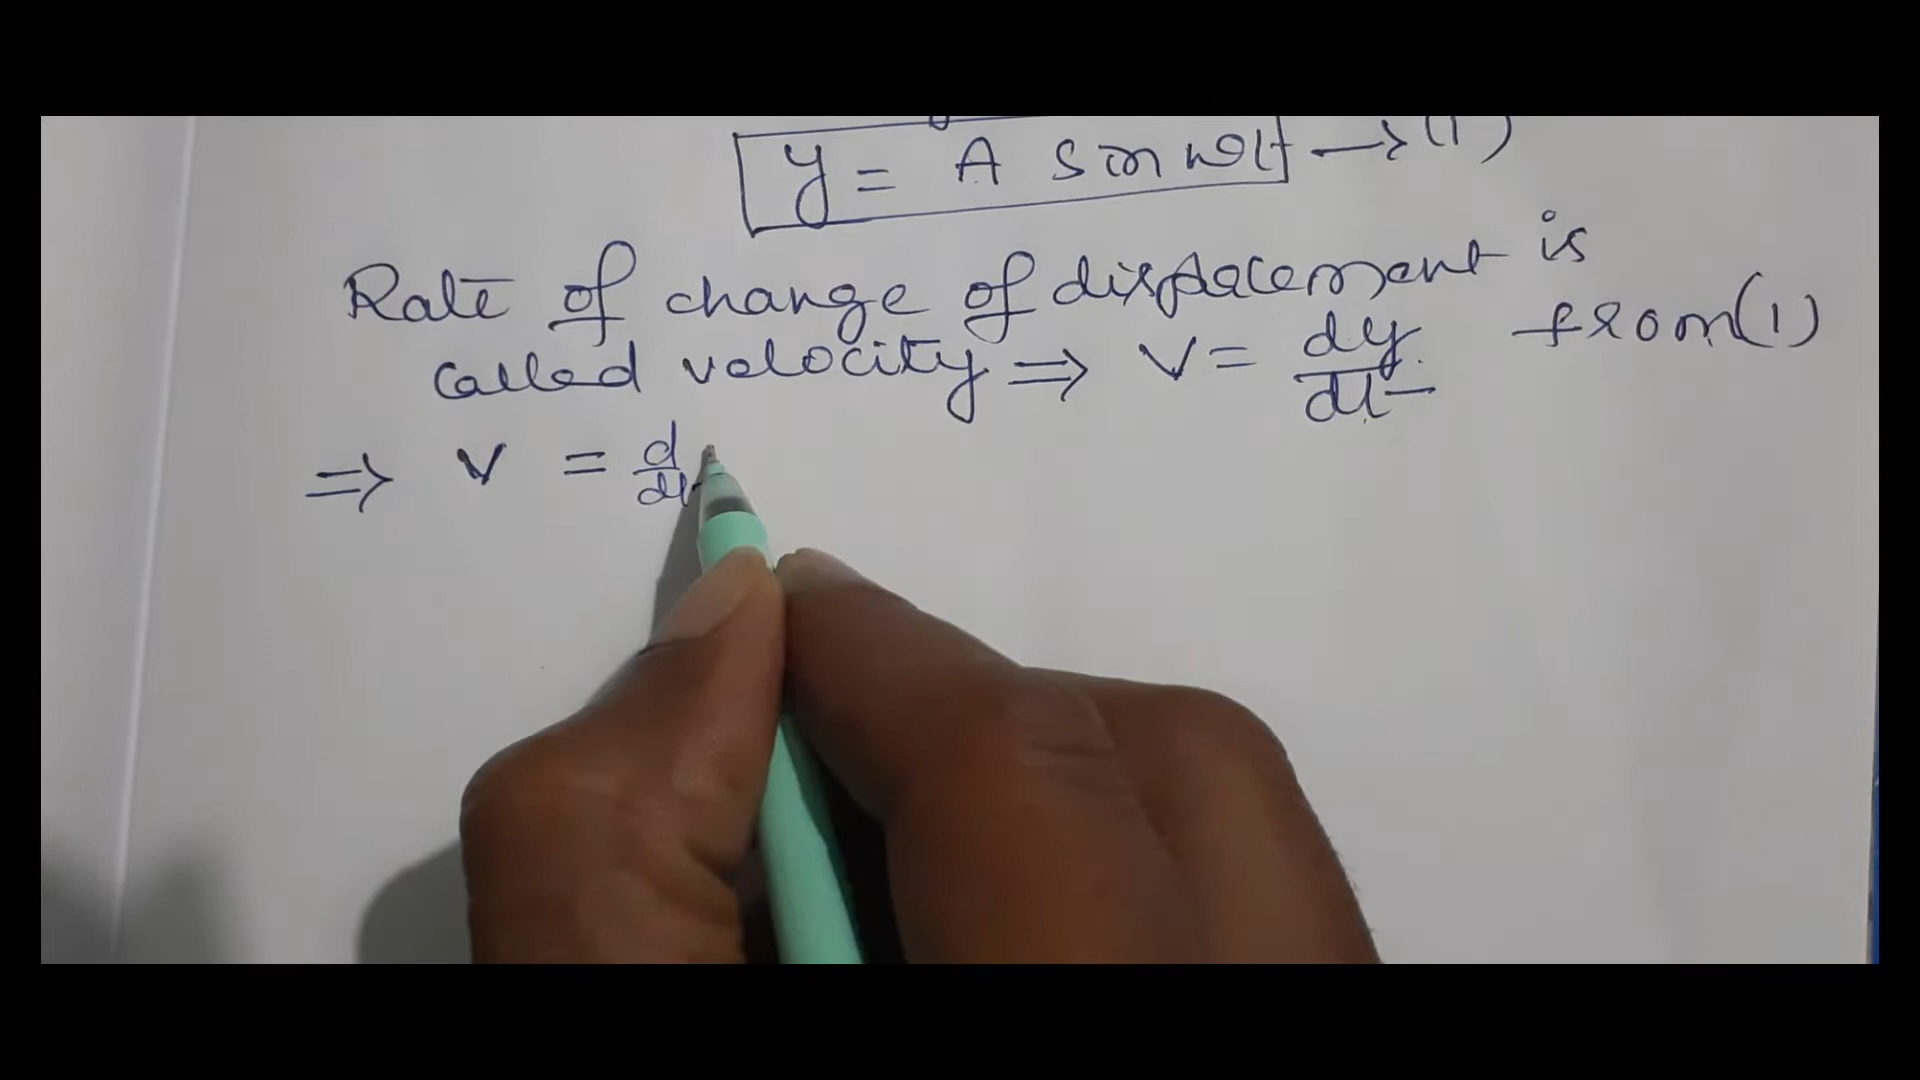 y = A sin ωt → (1)
Rate of change of displacement is
called velocity ⇒ V = dy/dt from (1)
⇒ V = d/dt